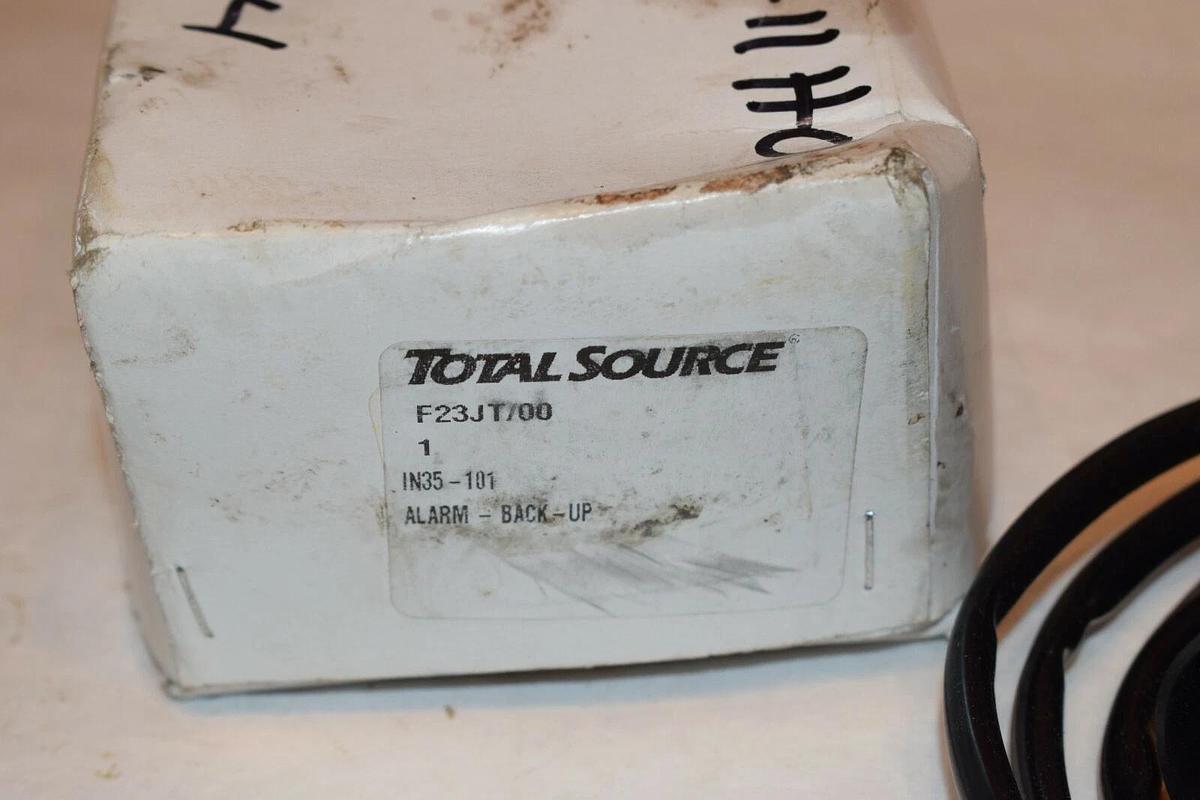 TOTAL SOURCE®
F23JT/00
1
IN35-101
ALARM - BACK-UP